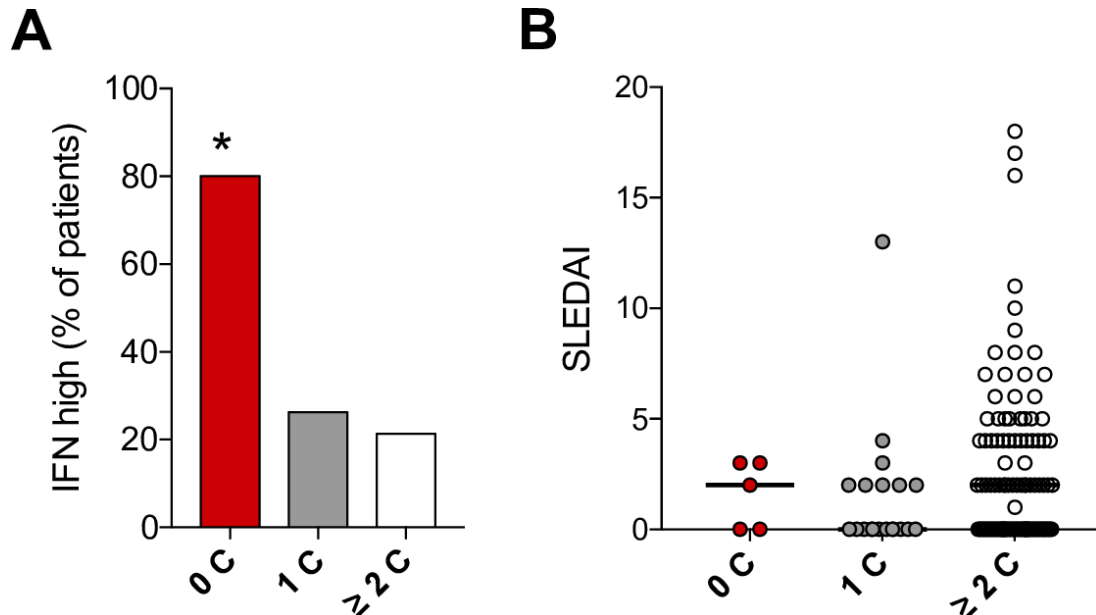 A
IFN high (% of patients)
100
80
60
40
20
0
*
0 C
1 C
≥ 2 C
B
SLEDAI
20
15
10
5
0
0 C
1 C
≥ 2 C